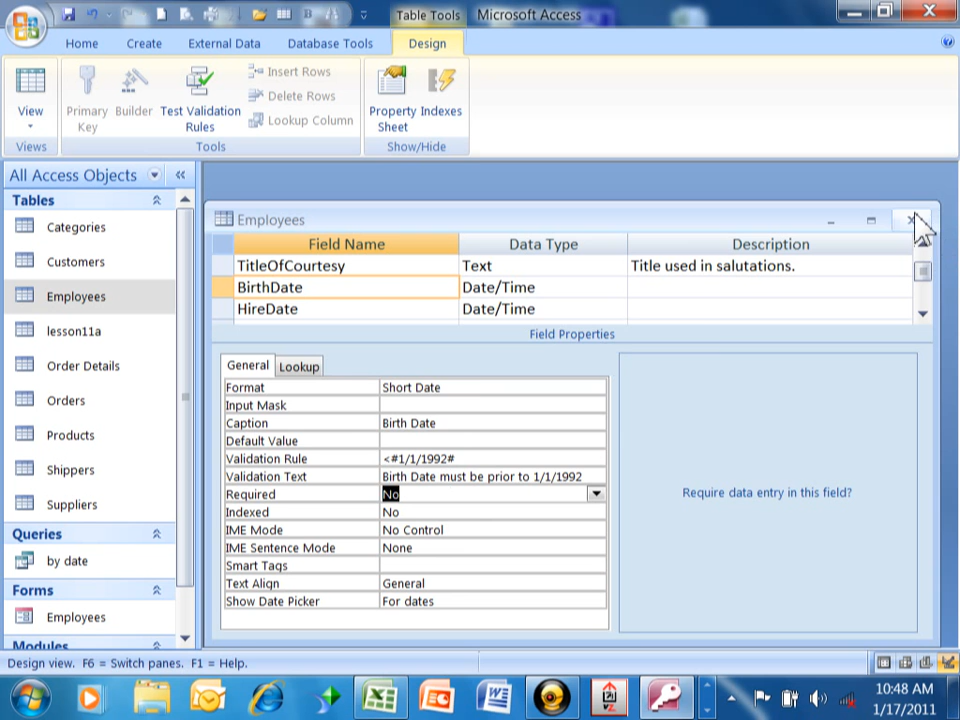 Table Tools Microsoft Access
Home Create External Data Database Tools Design
View
Primary Key
Builder
Test Validation Rules
Insert Rows
Delete Rows
Lookup Column
Property Sheet
Indexes
Views Tools Show/Hide
All Access Objects
Tables
Categories
Customers
Employees
lesson11a
Order Details
Orders
Products
Shippers
Suppliers
Queries
by date
Forms
Employees
Modules
Employees
Field Name Data Type Description
TitleOfCourtesy Text Title used in salutations.
BirthDate Date/Time
HireDate Date/Time
Field Properties
General Lookup
Format Short Date
Input Mask
Caption Birth Date
Default Value
Validation Rule <#1/1/1992#
Validation Text Birth Date must be prior to 1/1/1992
Required No
Indexed No
IME Mode No Control
IME Sentence Mode None
Smart Tags
Text Align General
Show Date Picker For dates
Require data entry in this field?
Design view. F6 = Switch panes. F1 = Help.
10:48 AM
1/17/2011